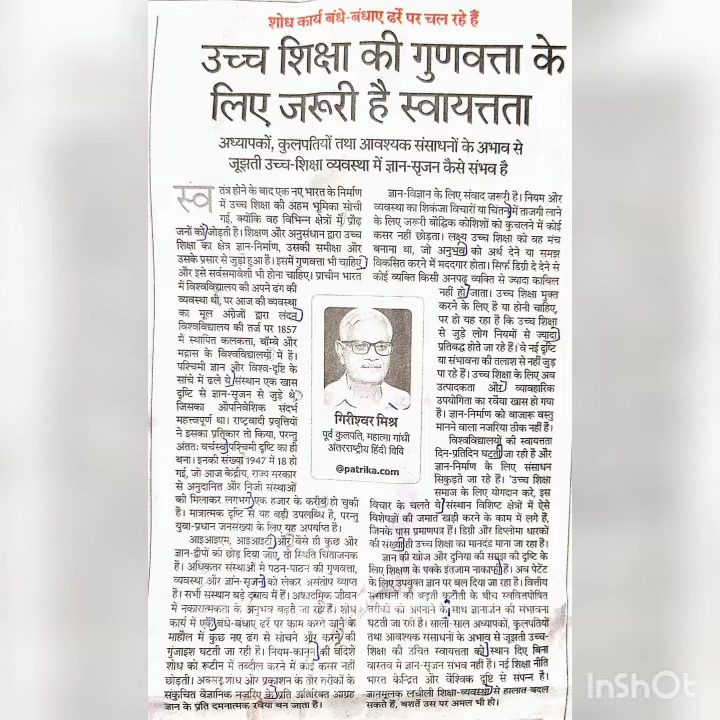 शोध कार्य बंधे-बंधाए ढर्रे पर चल रहे हैं
उच्च शिक्षा की गुणवत्ता के
लिए जरूरी है स्वायत्तता
अध्यापकों, कुलपतियों तथा आवश्यक संसाधनों के अभाव से
जूझती उच्च-शिक्षा व्यवस्था में ज्ञान-सृजन कैसे संभव है
स्वतंत्र होने के बाद एक नए भारत के निर्माण
में उच्च शिक्षा की अहम भूमिका सोची
गई, क्योंकि वह विभिन्न क्षेत्रों में प्रौढ़
जनों को जोड़ती है। शिक्षण और अनुसंधान द्वारा उच्च
शिक्षा का क्षेत्र ज्ञान-निर्माण, उसकी समीक्षा और
उसके प्रसार से जुड़ा हुआ है। इसमें गुणवत्ता भी चाहिए
और इसे सर्वसमावेशी भी होना चाहिए। प्राचीन भारत
में विश्वविद्यालय की अपने ढंग की
व्यवस्था थी, पर आज की व्यवस्था
का मूल अंग्रेजों द्वारा लंदन
विश्वविद्यालय की तर्ज पर 1857
में स्थापित कलकत्ता, बॉम्बे और
मद्रास के विश्वविद्यालयों में है।
पश्चिमी ज्ञान और विश्व-दृष्टि के
सांचे में ढले ये संस्थान एक खास
दृष्टि से ज्ञान-सृजन से जुड़े थे,
जिसका औपनिवेशिक संदर्भ
महत्त्वपूर्ण था। राष्ट्रवादी प्रवृत्तियों
ने इसका प्रतिकार तो किया, परन्तु
अंततः वर्चस्व पश्चिमी दृष्टि का ही
बना। इनकी संख्या 1947 में 18 हो
गई, जो आज केंद्रीय, राज्य सरकार
से अनुदानित और निजी संस्थाओं
को मिलाकर लगभग एक हजार के करीब हो चुकी
है। मात्रात्मक दृष्टि से यह बड़ी उपलब्धि है, परन्तु
युवा-प्रधान जनसंख्या के लिए यह अपर्याप्त है।
आइआइएम, आइआइटी और वैसे ही कुछ और
ज्ञान-द्वीपों को छोड़ दिया जाए, तो स्थिति चिंताजनक
है। अधिकतर संस्थाओं में पठन-पाठन की गुणवत्ता,
व्यवस्था और ज्ञान-सृजन को लेकर असंतोष व्याप्त
है। सभी संस्थान बड़े दबाव में हैं। अकादमिक जीवन
में नकारात्मकता के अनुभव बढ़ते जा रहे हैं। शोध
कार्य में एक बंधे-बंधाए ढर्रे पर काम करते जाने के
माहौल में कुछ नए ढंग से सोचने और करने की
गुंजाइश घटती जा रही है। नियम-कानून की बंदिशें
शोध को रूटीन में तब्दील करने में कोई कसर नहीं
छोड़तीं। अक्सर शोध और प्रकाशन के तौर तरीकों के
संकुचित वैज्ञानिक नजरिए के प्रति अतिरिक्त आग्रह
ज्ञान के प्रति दमनात्मक रवैया बन जाता है।
गिरीश्वर मिश्र
पूर्व कुलपति, महात्मा गांधी
अंतरराष्ट्रीय हिंदी विवि
@patrika.com
ज्ञान-विज्ञान के लिए संवाद जरूरी है। नियम और
व्यवस्था का शिकंजा विचारों या चिंतन में ताजगी लाने
के लिए जरूरी बौद्धिक कोशिशों को कुचलने में कोई
कसर नहीं छोड़ता। लक्ष्य उच्च शिक्षा को वह मंच
बनाना था, जो अनुभव को अर्थ देने या समझ
विकसित करने में मददगार होता। सिर्फ डिग्री दे देने से
कोई व्यक्ति किसी अनपढ़ व्यक्ति से ज्यादा काबिल
नहीं हो जाता। उच्च शिक्षा मुक्त
करने के लिए है या होनी चाहिए,
पर हो यह रहा है कि उच्च शिक्षा
से जुड़े लोग नियमों से ज्यादा
प्रतिबद्ध होते जा रहे हैं। वे नई दृष्टि
या संभावना की तलाश से नहीं जुड़
पा रहे हैं। उच्च शिक्षा के लिए अब
उत्पादकता और व्यावहारिक
उपयोगिता का रवैया खास हो गया
है। ज्ञान-निर्माण को बाजारू वस्तु
मानने वाला नजरिया ठीक नहीं है।
विश्वविद्यालयों की स्वायत्तता
दिन-प्रतिदिन घटती जा रही है और
ज्ञान-निर्माण के लिए संसाधन
सिकुड़ते जा रहे हैं। 'उच्च शिक्षा
समाज के लिए योगदान करे, इस
विचार के चलते ये संस्थान विशिष्ट क्षेत्रों में ऐसे
विशेषज्ञों की जमात खड़ी करने के काम में लगे हैं,
जिनके पास प्रमाणपत्र हैं। डिग्री और डिप्लोमा धारकों
की संख्या ही उच्च शिक्षा का मानदंड माना जा रहा है।
ज्ञान की खोज और दुनिया की समझ की दृष्टि के
लिए शिक्षण के पक्के इंतजाम नाकाफी हैं। अब पेटेंट
के लिए उपयुक्त ज्ञान पर बल दिया जा रहा है। वित्तीय
संसाधनों की बढ़ती कटौती के बीच स्ववित्तपोषित
तरीकों को अपनाने के साथ ज्ञानार्जन की संभावना
घटती जा रही है। सालों-साल अध्यापकों, कुलपतियों
तथा आवश्यक संसाधनों के अभाव से जूझती उच्च-
शिक्षा की उचित स्वायत्तता को स्थान दिए बिना
वास्तव में ज्ञान-सृजन संभव नहीं है। नई शिक्षा नीति
भारत केन्द्रित और वैश्विक दृष्टि से संपन्न है।
ज्ञानमूलक लचीली शिक्षा-व्यवस्था से हालात बदल
सकते हैं, बशर्ते उस पर अमल भी हो।
InShOt